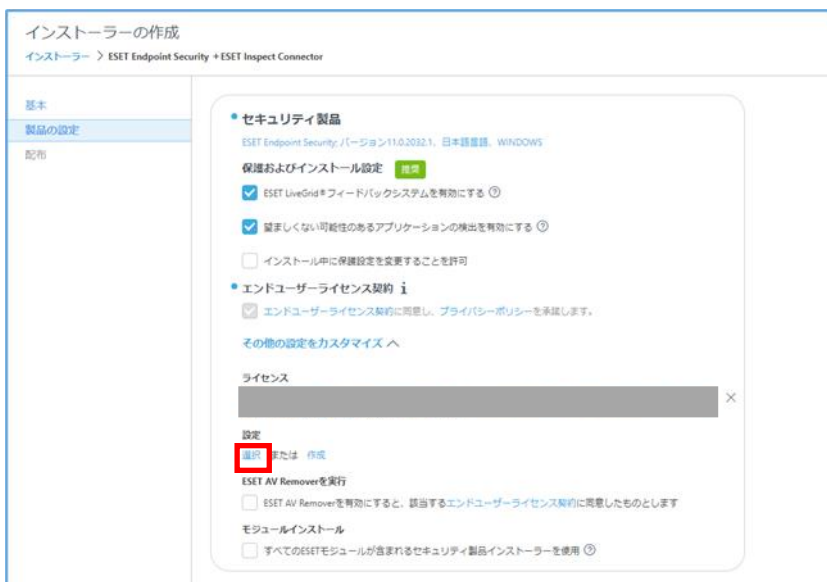 インストーラーの作成
インストーラー > ESET Endpoint Security +ESET Inspect Connector
基本
製品の設定
配布
セキュリティ製品
ESET Endpoint Security; バージョン11.0.2032.1、日本語言語、WINDOWS
保護およびインストール設定 推奨
ESET LiveGrid®フィードバックシステムを有効にする ?
望ましくない可能性のあるアプリケーションの検出を有効にする ?
インストール中に保護設定を変更することを許可
エンドユーザーライセンス契約 i
エンドユーザーライセンス契約に同意し、プライバシーポリシーを承諾します。
その他の設定をカスタマイズ
ライセンス
設定
選択 または 作成
ESET AV Removerを実行
ESET AV Removerを有効にすると、該当するエンドユーザーライセンス契約に同意したものとします
モジュールインストール
すべてのESETモジュールが含まれるセキュリティ製品インストーラーを使用 ?